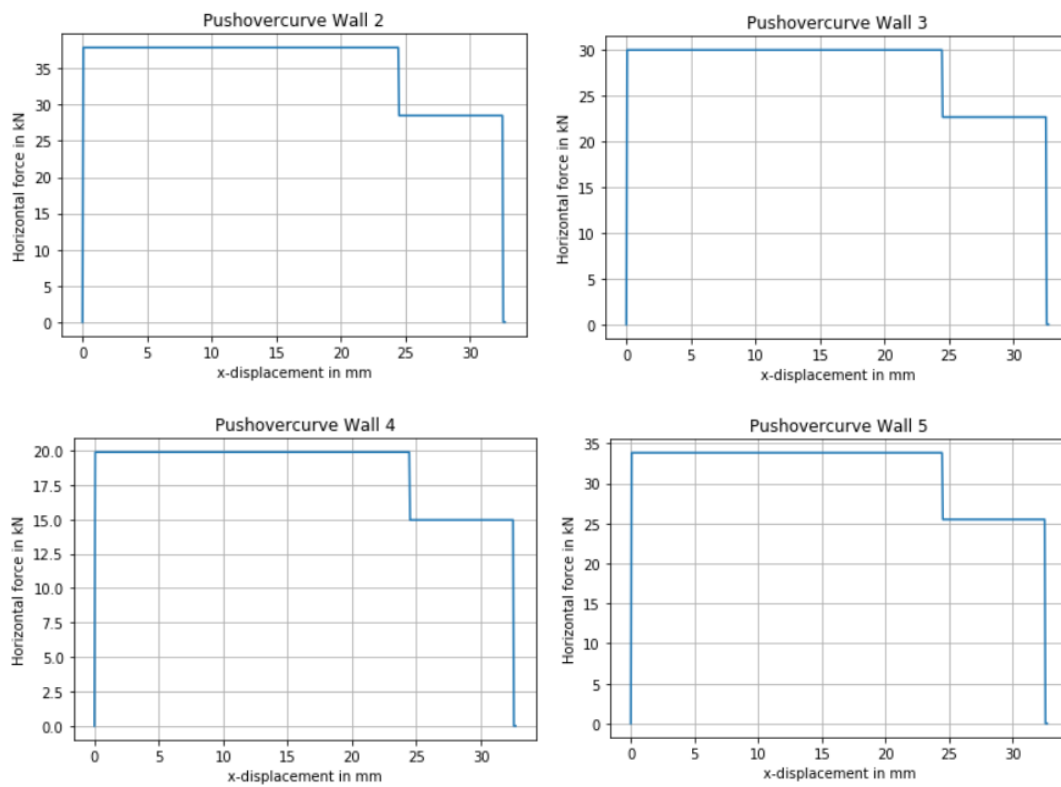 Pushovercurve Wall 2
Horizontal force in kN
35
30
25
20
15
10
5
0
0 5 10 15 20 25 30
x-displacement in mm
Pushovercurve Wall 3
Horizontal force in kN
30
25
20
15
10
5
0
0 5 10 15 20 25 30
x-displacement in mm
Pushovercurve Wall 4
Horizontal force in kN
20.0
17.5
15.0
12.5
10.0
7.5
5.0
2.5
0.0
0 5 10 15 20 25 30
x-displacement in mm
Pushovercurve Wall 5
Horizontal force in kN
35
30
25
20
15
10
5
0
0 5 10 15 20 25 30
x-displacement in mm